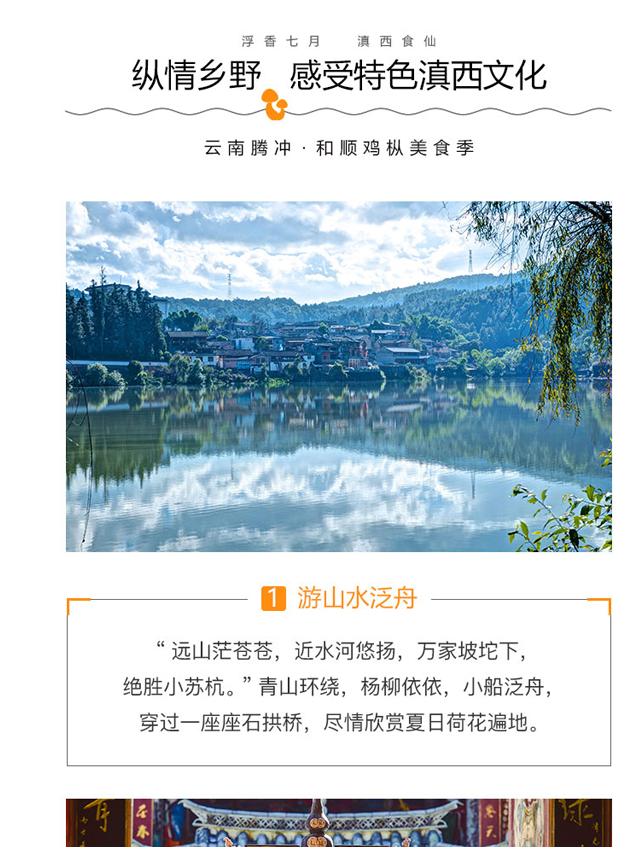 浮香七月 滇西食仙
纵情乡野 感受特色滇西文化
云南腾冲·和顺鸡枞美食季
1 游山水泛舟
“远山茫苍苍，近水河悠扬，万家坡坨下，
绝胜小苏杭。”青山环绕，杨柳依依，小船泛舟，
穿过一座座石拱桥，尽情欣赏夏日荷花遍地。